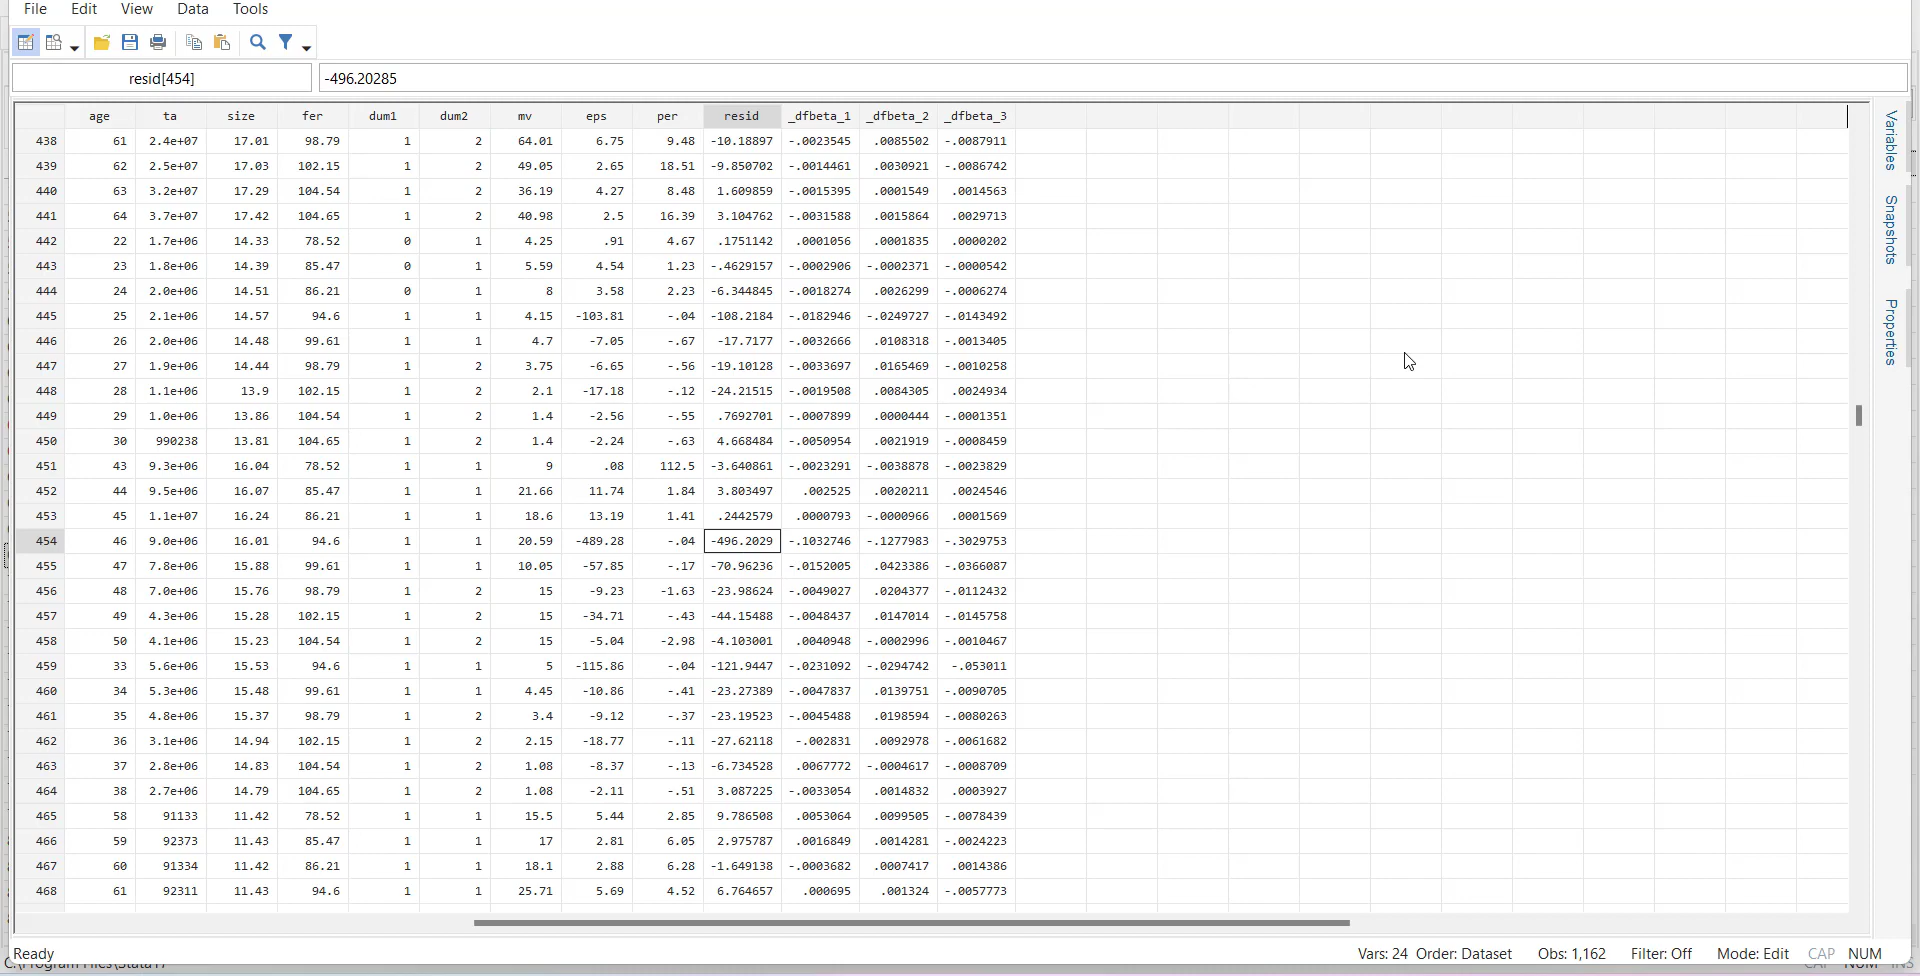 File Edit View Data Tools
resid[454] -496.20285
age ta size fer dum1 dum2 mv eps per resid _dfbeta_1 _dfbeta_2 _dfbeta_3
438 61 2.4e+07 17.01 98.79 1 2 64.01 6.75 9.48 -10.18897 -.0023545 .0085502 -.0087911
439 62 2.5e+07 17.03 102.15 1 2 49.05 2.65 18.51 -9.850702 -.0014461 .0030921 -.0086742
440 63 3.2e+07 17.29 104.54 1 2 36.19 4.27 8.48 1.609859 -.0015395 .0001549 .0014563
441 64 3.7e+07 17.42 104.65 1 2 40.98 2.5 16.39 3.104762 -.0031588 .0015864 .0029713
442 22 1.7e+06 14.33 78.52 0 1 4.25 .91 4.67 .1751142 .0001056 .0001835 .0000202
443 23 1.8e+06 14.39 85.47 0 1 5.59 4.54 1.23 -.4629157 -.0002906 -.0002371 -.0000542
444 24 2.0e+06 14.51 86.21 0 1 8 3.58 2.23 -6.344845 -.0018274 .0026299 -.0006274
445 25 2.1e+06 14.57 94.6 1 1 4.15 -103.81 -.04 -108.2184 -.0182946 -.0249727 -.0143492
446 26 2.0e+06 14.48 99.61 1 1 4.7 -7.05 -.67 -17.7177 -.0032666 .0108318 -.0013405
447 27 1.9e+06 14.44 98.79 1 2 3.75 -6.65 -.56 -19.10128 -.0033697 .0165469 -.0010258
448 28 1.1e+06 13.9 102.15 1 2 2.1 -17.18 -.12 -24.21515 -.0019508 .0084305 .0024934
449 29 1.0e+06 13.86 104.54 1 2 1.4 -2.56 -.55 .7692701 -.0007899 .0000444 -.0001351
450 30 990238 13.81 104.65 1 2 1.4 -2.24 -.63 4.668484 -.0050954 .0021919 -.0008459
451 43 9.3e+06 16.04 78.52 1 1 9 .08 112.5 -3.640861 -.0023291 -.0038878 -.0023829
452 44 9.5e+06 16.07 85.47 1 1 21.66 11.74 1.84 3.803497 .002525 .0020211 .0024546
453 45 1.1e+07 16.24 86.21 1 1 18.6 13.19 1.41 .2442579 .0000793 -.0000966 .0001569
454 46 9.0e+06 16.01 94.6 1 1 20.59 -489.28 -.04 -496.2029 -.1032746 -.1277983 -.3029753
455 47 7.8e+06 15.88 99.61 1 1 10.05 -57.85 -.17 -70.96236 -.0152005 .0423386 -.0366087
456 48 7.0e+06 15.76 98.79 1 2 15 -9.23 -1.63 -23.98624 -.0049027 .0204377 -.0112432
457 49 4.3e+06 15.28 102.15 1 2 15 -34.71 -.43 -44.15488 -.0048437 .0147014 -.0145758
458 50 4.1e+06 15.23 104.54 1 2 15 -5.04 -2.98 -4.103001 .0040948 -.0002996 -.0010467
459 33 5.6e+06 15.53 94.6 1 1 5 -115.86 -.04 -121.9447 -.0231092 -.0294742 -.053011
460 34 5.3e+06 15.48 99.61 1 1 4.45 -10.86 -.41 -23.27389 -.0047837 .0139751 -.0090705
461 35 4.8e+06 15.37 98.79 1 2 3.4 -9.12 -.37 -23.19523 -.0045488 .0198594 -.0080263
462 36 3.1e+06 14.94 102.15 1 2 2.15 -18.77 -.11 -27.62118 -.002831 .0092978 -.0061682
463 37 2.8e+06 14.83 104.54 1 2 1.08 -8.37 -.13 -6.734528 .0067772 -.0004617 -.0008709
464 38 2.7e+06 14.79 104.65 1 2 1.08 -2.11 -.51 3.087225 -.0033054 .0014832 .0003927
465 58 91133 11.42 78.52 1 1 15.5 5.44 2.85 9.786508 .0053064 .0099505 -.0078439
466 59 92373 11.43 85.47 1 1 17 2.81 6.05 2.975787 .0016849 .0014281 -.0024223
467 60 91334 11.42 86.21 1 1 18.1 2.88 6.28 -1.649138 -.0003682 .0007417 .0014386
468 61 92311 11.43 94.6 1 1 25.71 5.69 4.52 6.764657 .000695 .001324 -.0057773
Variables
Snapshots
Properties
Ready Vars: 24 Order: Dataset Obs: 1,162 Filter: Off Mode: Edit CAP NUM